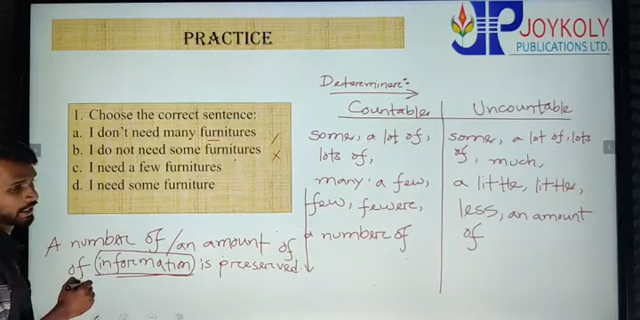 PRACTICE
JP JOYKOLY
PUBLICATIONS LTD.
Determiner:-
Countable
Uncountable
1. Choose the correct sentence:
a. I don't need many furnitures
b. I do not need some furnitures
c. I need a few furnitures
d. I need some furniture
some, a lot of,
lots of,
many, a few,
few, fewer,
a number of
some, a lot of, lots
of, much,
a little, little,
less, an amount
of
A number of / an amount of
of information is preserved